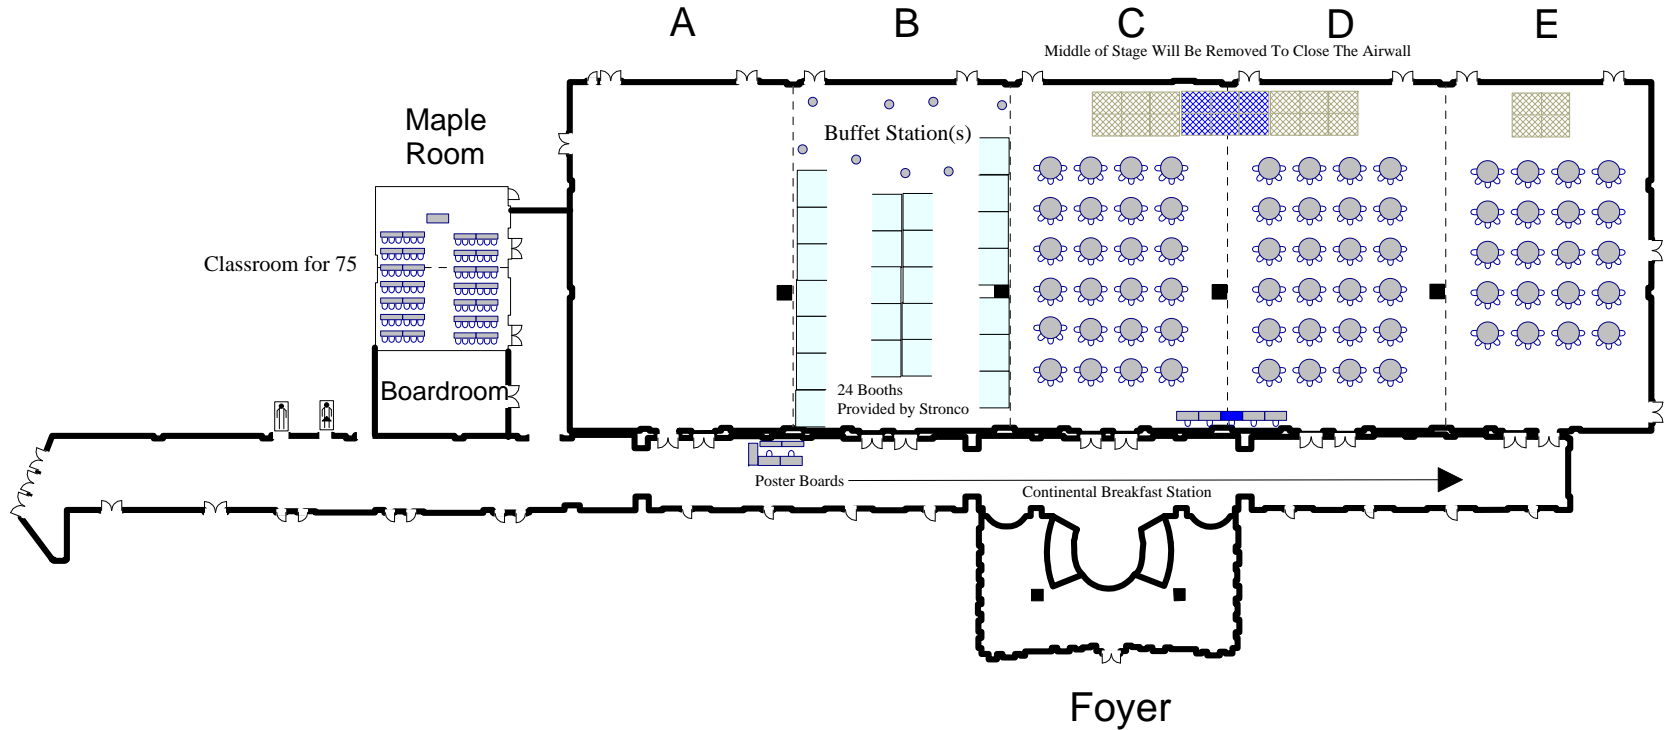 A B C D E
Middle of Stage Will Be Removed To Close The Airwall
Maple
Room
Buffet Station(s)
Classroom for 75
Boardroom
24 Booths
Provided by Stronco
Poster Boards
Continental Breakfast Station
Foyer